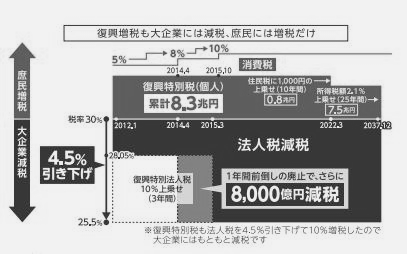 復興増税も大企業には減税、庶民には増税だけ
5%
8%
10%
2014,4
2015,10
消費税
庶民増税
大企業減税
復興特別税(個人)
累計8.3兆円
住民税に1,000円の
上乗せ(10年間)
0.8兆円
所得税額2.1%
上乗せ(25年間)
7.5兆円
税率30%
2012,1
2014,4
2015,3
2022,3
2037,12
法人税減税
4.5%
引き下げ
28.05%
復興特別法人税
10%上乗せ
(3年間)
1年間前倒しの廃止で、さらに
8,000億円減税
25.5%
※復興特別税も法人税を4.5%引き下げて10%増税したので
大企業にはもともと減税です